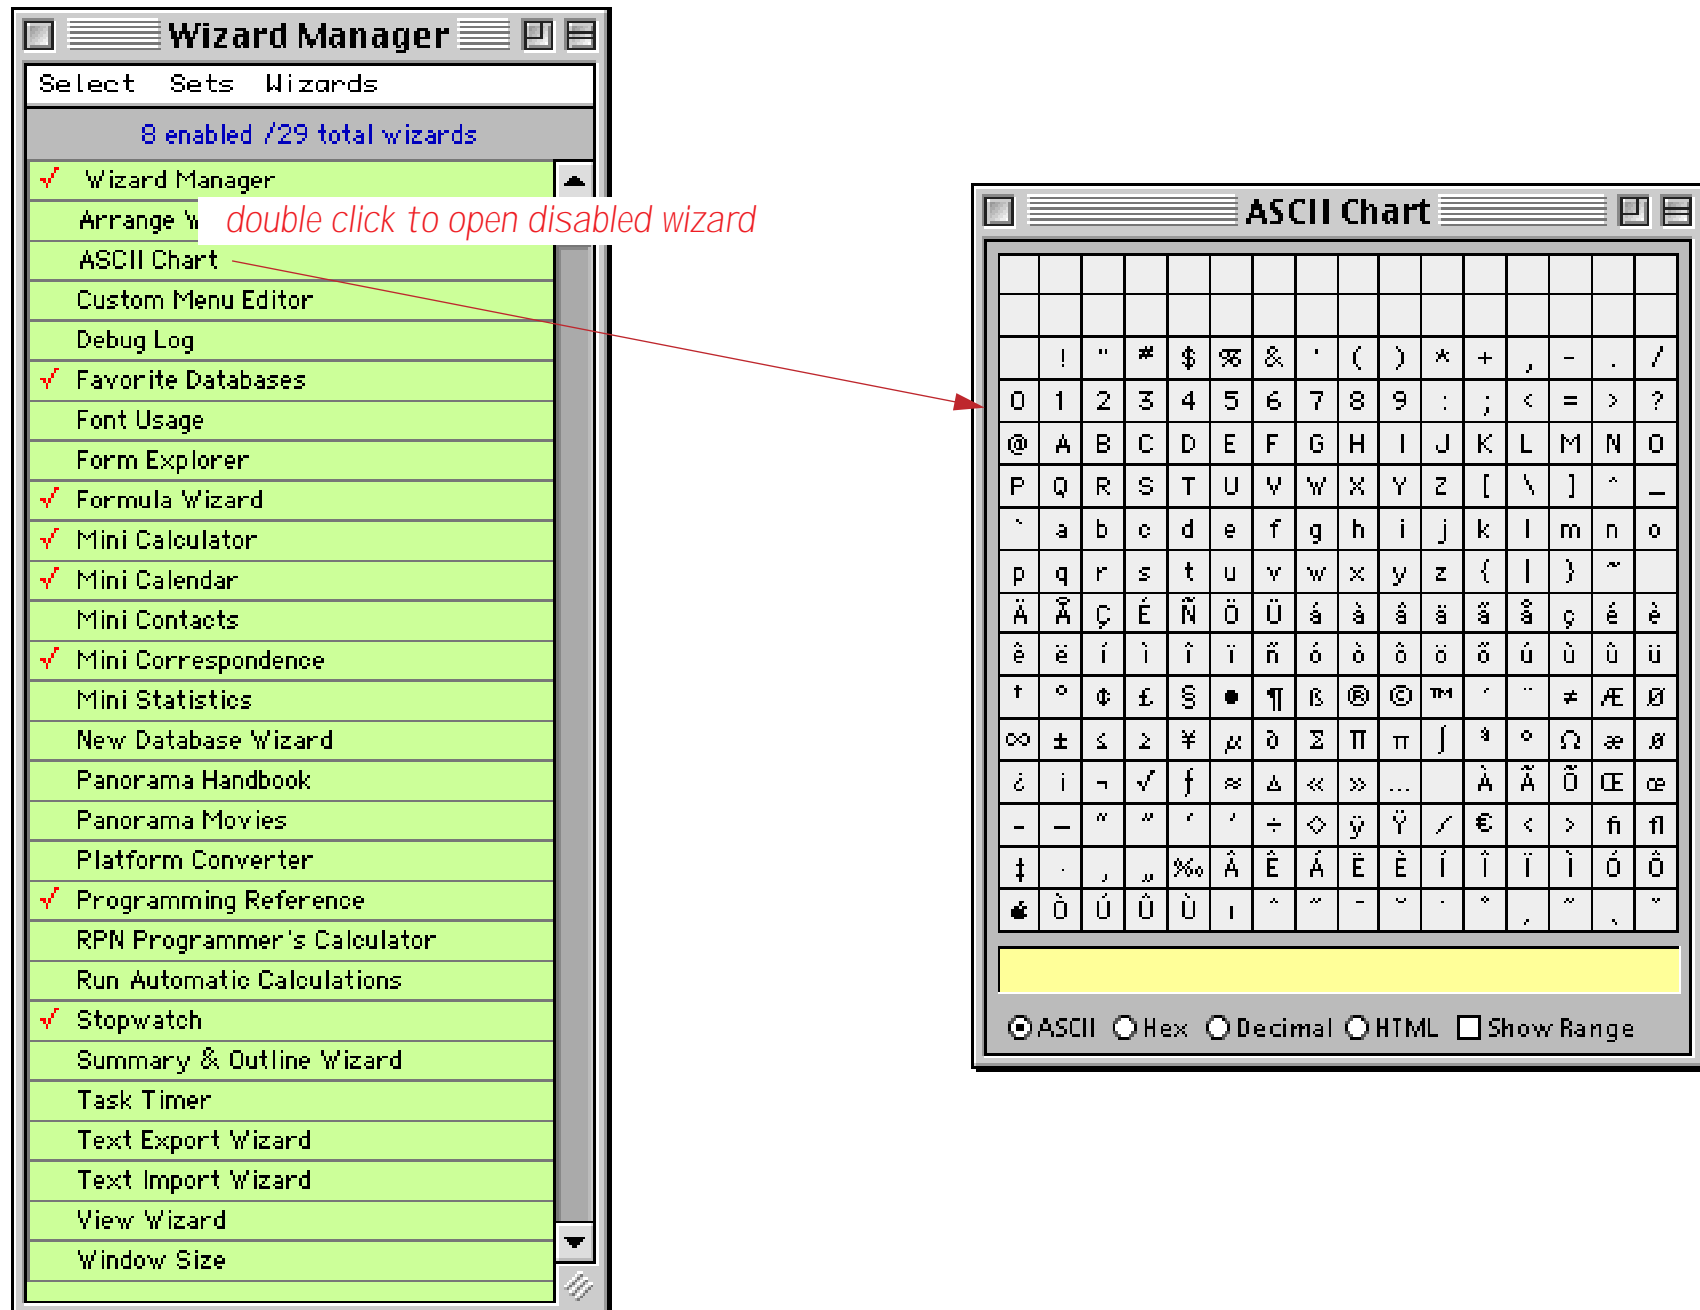 Wizard Manager
Select Sets Wizards
8 enabled /29 total wizards
√ Wizard Manager
Arrange W
double click to open disabled wizard
ASCII Chart
Custom Menu Editor
Debug Log
√ Favorite Databases
Font Usage
Form Explorer
√ Formula Wizard
√ Mini Calculator
√ Mini Calendar
Mini Contacts
√ Mini Correspondence
Mini Statistics
New Database Wizard
Panorama Handbook
Panorama Movies
Platform Converter
√ Programming Reference
RPN Programmer's Calculator
Run Automatic Calculations
√ Stopwatch
Summary & Outline Wizard
Task Timer
Text Export Wizard
Text Import Wizard
View Wizard
Window Size
ASCII Chart
! " # $ % & ' ( ) * + , - . /
0 1 2 3 4 5 6 7 8 9 : ; < = > ?
@ A B C D E F G H I J K L M N O
P Q R S T U V W X Y Z [ \ ] ^ _
` a b c d e f g h i j k l m n o
p q r s t u v w x y z { | } ~
Ä Å Ç É Ñ Ö Ü á à â ä ã å ç é è
ê ë í ì î ï ñ ó ò ô ö õ ú ù û ü
† ° ¢ £ § • ¶ ß ® © ™ ´ ¨ ≠ Æ Ø
∞ ± ≤ ≥ ¥ µ ∂ Σ Π π ∫ ª º Ω æ ø
¿ ¡ ¬ √ ƒ ≈ ∆ « » … À Ã Õ Œ œ
– — “ ” ‘ ’ ÷ ◊ ÿ Ÿ ⁄ € ‹ › fi fl
‡ · ‚ „ ‰ Â Ê Á Ë È Í Î Ï Ì Ó Ô
Ò Ú Û Ù ı ˆ ˜ ¯ ˘ ˙ ˚ ¸ ˝ ˛ ˇ
ASCII Hex Decimal HTML Show Range